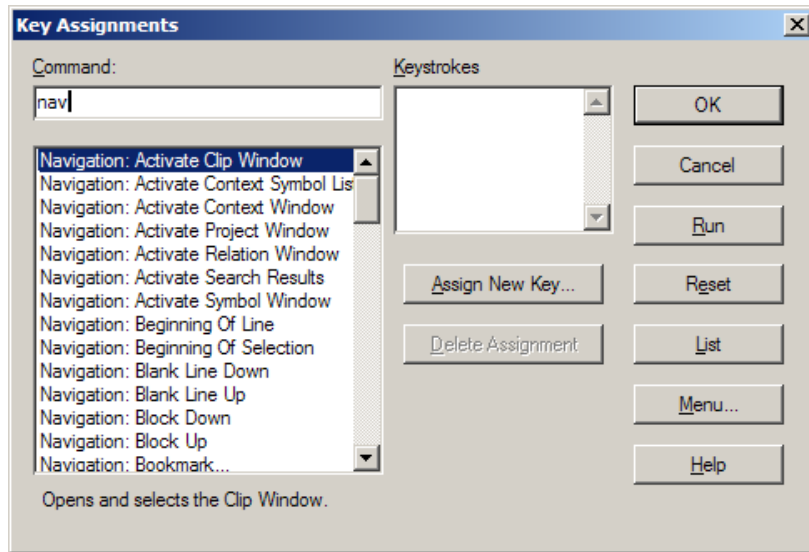 Key Assignments
Command:
nav
Navigation: Activate Clip Window
Navigation: Activate Context Symbol Lis
Navigation: Activate Context Window
Navigation: Activate Project Window
Navigation: Activate Relation Window
Navigation: Activate Search Results
Navigation: Activate Symbol Window
Navigation: Beginning Of Line
Navigation: Beginning Of Selection
Navigation: Blank Line Down
Navigation: Blank Line Up
Navigation: Block Down
Navigation: Block Up
Navigation: Bookmark...
Opens and selects the Clip Window.
Keystrokes
Assign New Key...
Delete Assignment
OK
Cancel
Run
Reset
List
Menu...
Help